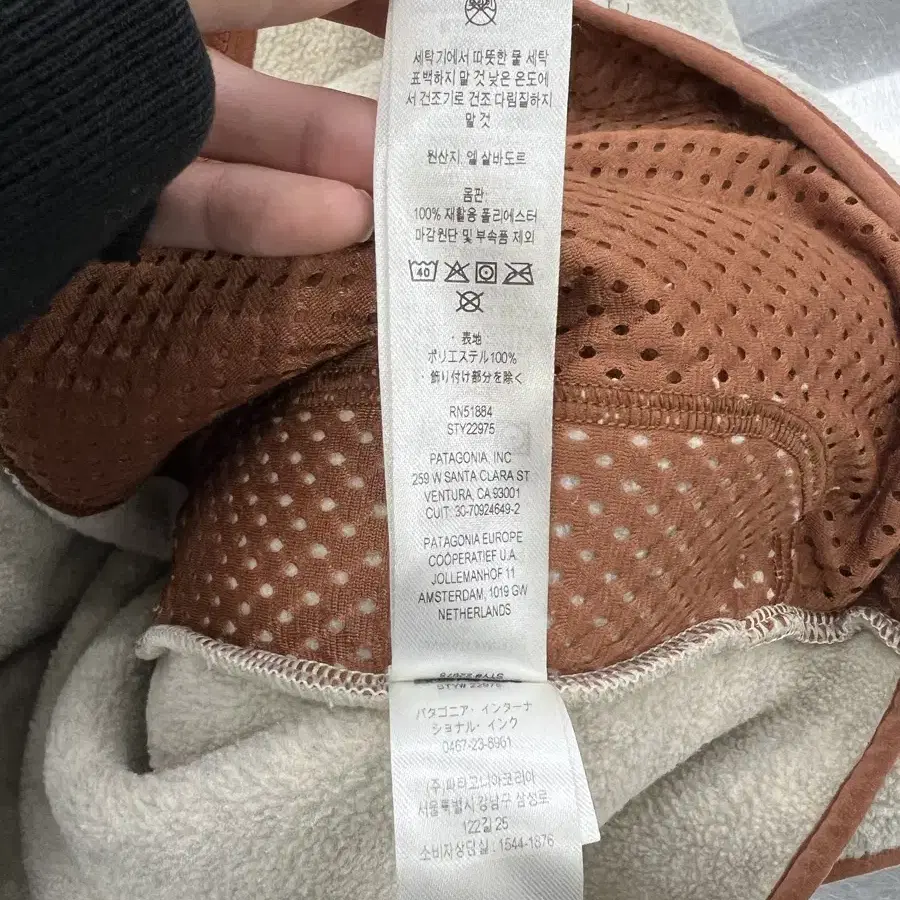 세탁기에서 따뜻한 물 세탁
표백하지 말 것 낮은 온도에
서 건조기로 건조 다림질하지
말 것
원산지: 엘 살바도르
몸판:
100% 재활용 폴리에스터
마감원단 및 부속품 제외
40
・表地
ポリエステル100%
・飾り付け部分を除く
RN51884
STY22975
PATAGONIA, INC
259 W SANTA CLARA ST
VENTURA, CA 93001
CUIT: 30-70924649-2
PATAGONIA EUROPE
COÖPERATIEF U.A.
JOLLEMANHOF 11
AMSTERDAM, 1019 GW
NETHERLANDS
STY# 22975
パタゴニア・インターナ
ショナル・インク
0467-23-8961
(주)파타고니아코리아
서울특별시 강남구 삼성로
122길 25
소비자상담실 : 1544-1876